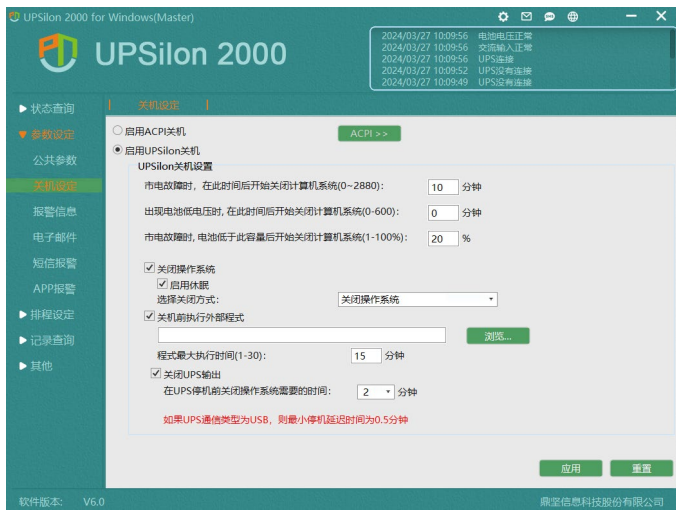 UPSilon 2000 for Windows(Master)
UPSilon 2000
2024/03/27 10:09:56 电池电压正常
2024/03/27 10:09:56 交流输入正常
2024/03/27 10:09:56 UPS连接
2024/03/27 10:09:52 UPS没有连接
2024/03/27 10:09:49 UPS没有连接
状态查询
参数设定
公共参数
关机设定
报警信息
电子邮件
短信报警
APP报警
排程设定
记录查询
其他
关机设定
启用ACPI关机
ACPI >>
启用UPSilon关机
UPSilon关机设置
市电故障时，在此时间后开始关闭计算机系统(0~2880): 10 分钟
出现电池低电压时, 在此时间后开始关闭计算机系统(0-600): 0 分钟
市电故障时, 电池低于此容量后开始关闭计算机系统(1-100%): 20 %
关闭操作系统
启用休眠
选择关闭方式: 关闭操作系统
关机前执行外部程式
浏览...
程式最大执行时间(1-30): 15 分钟
关闭UPS输出
在UPS停机前关闭操作系统需要的时间: 2 分钟
如果UPS通信类型为USB，则最小停机延迟时间为0.5分钟
应用 重置
软件版本: V6.0 鼎坚信息科技股份有限公司